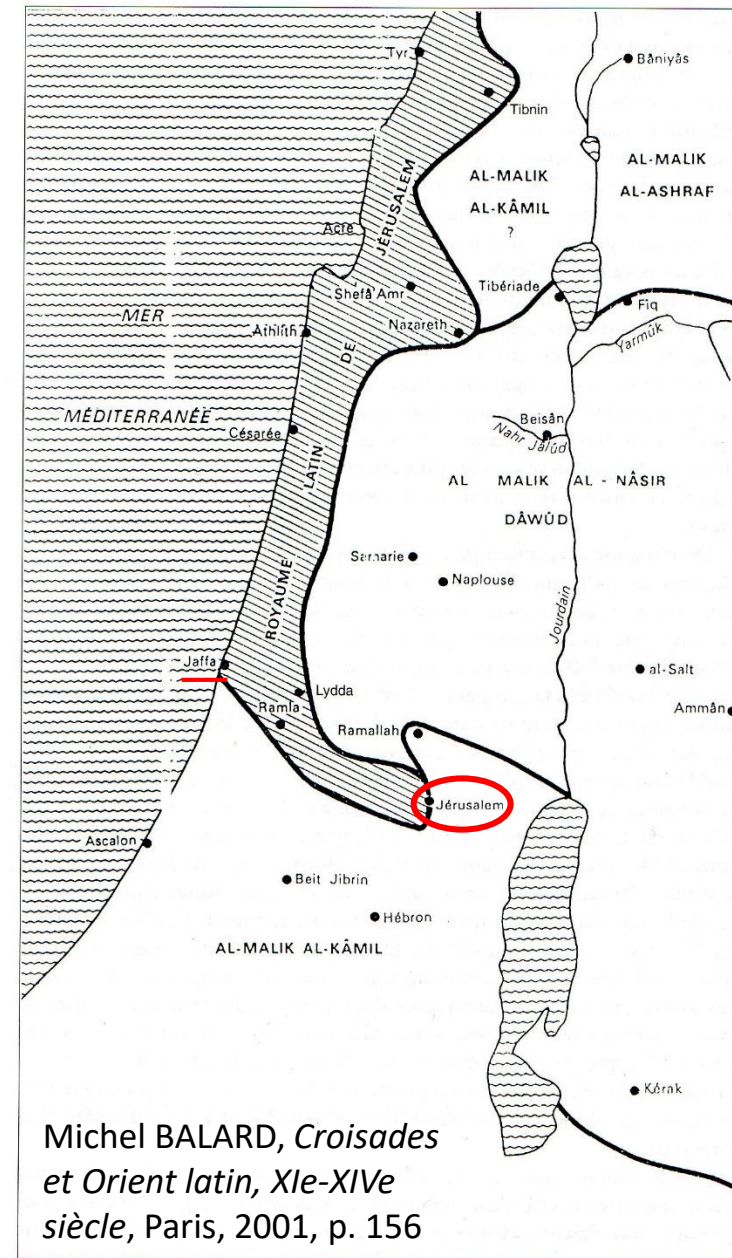 Tyr
Bâniyâs
Tibnin
AL-MALIK
AL-KÂMIL
?
AL-MALIK
AL-ASHRAF
Acre
ROYAUME LATIN DE JÉRUSALEM
Shefâ Amr
Tibériade
Fiq
MER
MÉDITERRANÉE
Athlith
Nazareth
Yarmûk
Césarée
Beisân
Nahr Jâlûd
AL MALIK AL-NÂSIR
DÂWÛD
Samarie
Naplouse
Jourdain
Jaffa
al-Salt
Lydda
Ramla
Ammân
Ramallah
Jérusalem
Ascalon
Beit Jibrin
Hébron
AL-MALIK AL-KÂMIL
Kérak
Michel BALARD, Croisades
et Orient latin, XIe-XIVe
siècle, Paris, 2001, p. 156